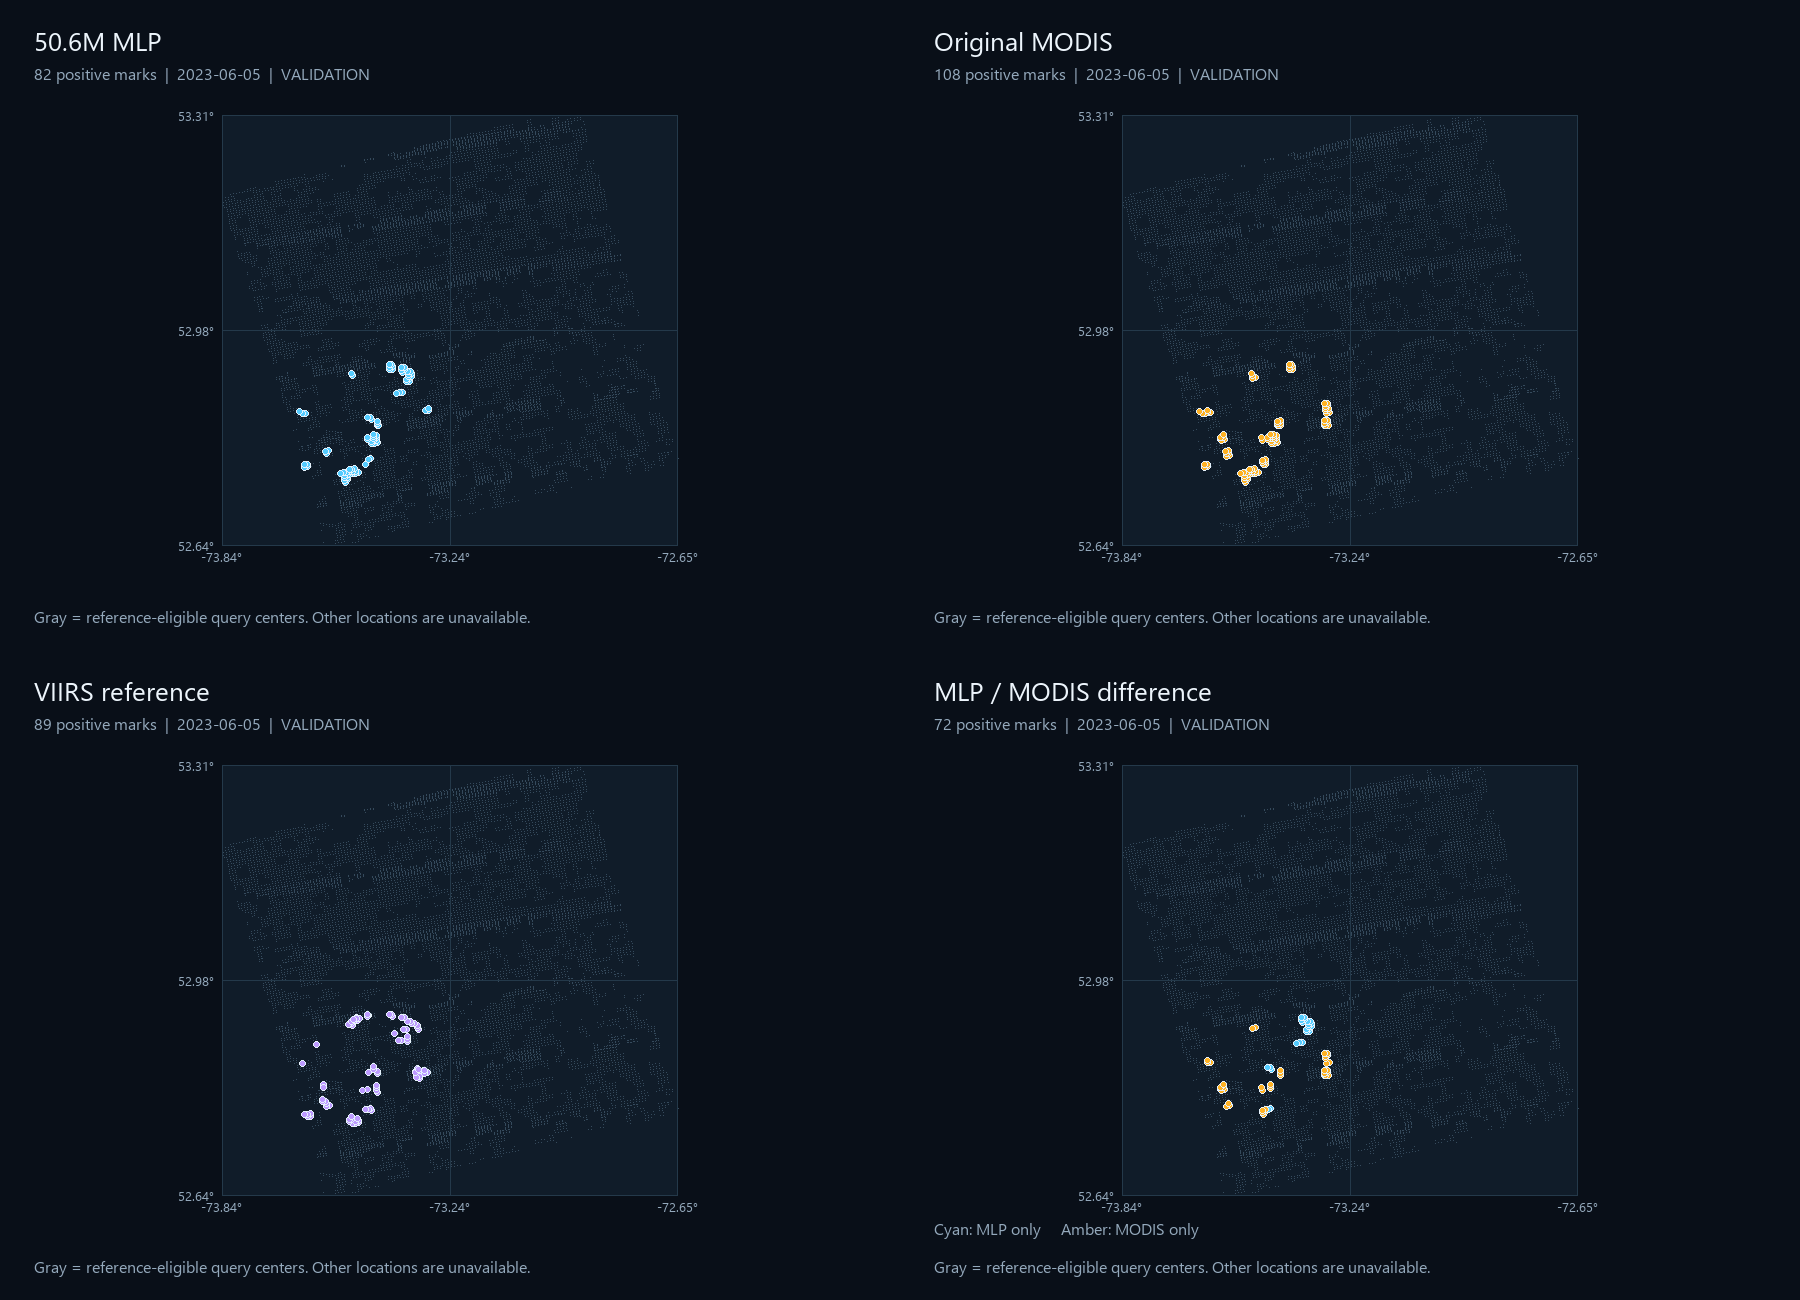 50.6M MLP
82 positive marks | 2023-06-05 | VALIDATION
53.31°
52.98°
52.64°
-73.84°
-73.24°
-72.65°
Gray = reference-eligible query centers. Other locations are unavailable.
Original MODIS
108 positive marks | 2023-06-05 | VALIDATION
53.31°
52.98°
52.64°
-73.84°
-73.24°
-72.65°
Gray = reference-eligible query centers. Other locations are unavailable.
VIIRS reference
89 positive marks | 2023-06-05 | VALIDATION
53.31°
52.98°
52.64°
-73.84°
-73.24°
-72.65°
Gray = reference-eligible query centers. Other locations are unavailable.
MLP / MODIS difference
72 positive marks | 2023-06-05 | VALIDATION
53.31°
52.98°
52.64°
-73.84°
-73.24°
-72.65°
Cyan: MLP only Amber: MODIS only
Gray = reference-eligible query centers. Other locations are unavailable.